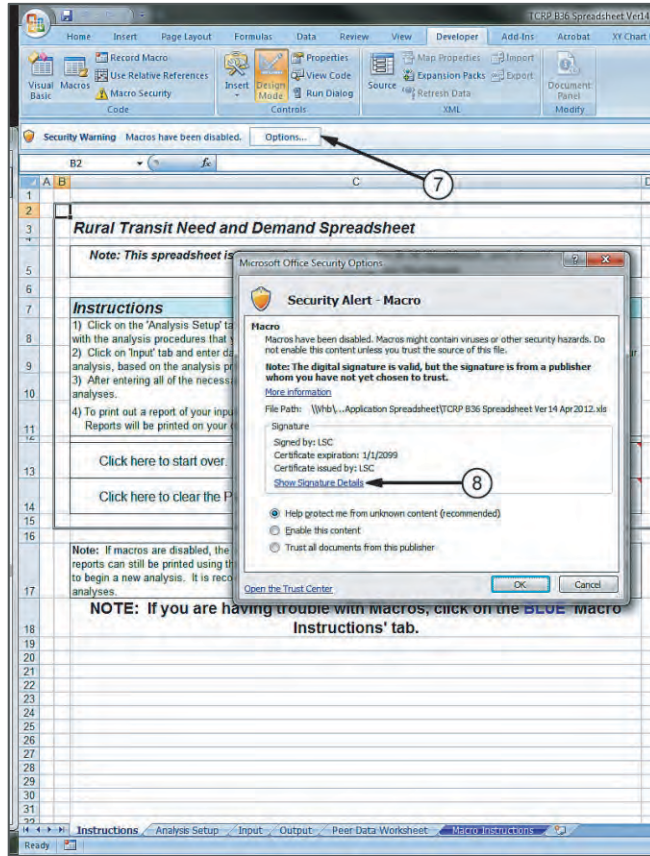 TCRP B36 Spreadsheet Ver14
Home Insert Page Layout Formulas Data Review View Developer Add-Ins Acrobat XY Chart
Visual Basic
Macros
Record Macro
Use Relative References
Macro Security
Code
Insert
Design Mode
Properties
View Code
Run Dialog
Controls
Source
Map Properties
Expansion Packs
Refresh Data
Import
Export
XML
Document Panel
Modify
Security Warning Macros have been disabled. Options...
7
B2 fx
A B C D
1
2
3 Rural Transit Need and Demand Spreadsheet
4
5 Note: This spreadsheet is
6
7 Instructions
1) Click on the 'Analysis Setup' ta
8 with the analysis procedures that y
2) Click on 'Input' tab and enter da
9 analysis, based on the analysis pr
3) After entering all of the necess
10 analyses.
4) To print out a report of your inpu
11 Reports will be printed on your
12
13 Click here to start over.
14 Click here to clear the P
15
16
Note: If macros are disabled, the
reports can still be printed using th
to begin a new analysis. It is reco
17 analyses.
NOTE: If you are having trouble with Macros, click on the BLUE 'Macro
18 Instructions' tab.
19
20
21
22
23
24
25
26
27
28
29
30
31
32
Microsoft Office Security Options
Security Alert - Macro
Macro
Macros have been disabled. Macros might contain viruses or other security hazards. Do
not enable this content unless you trust the source of this file.
Note: The digital signature is valid, but the signature is from a publisher
whom you have not yet chosen to trust.
More information
File Path: \\Vhb\...Application Spreadsheet\TCRP B36 Spreadsheet Ver14 Apr2012.xls
Signature
Signed by: LSC
Certificate expiration: 1/1/2099
Certificate issued by: LSC
Show Signature Details
8
Help protect me from unknown content (recommended)
Enable this content
Trust all documents from this publisher
Open the Trust Center OK Cancel
Instructions Analysis Setup Input Output Peer Data Worksheet Macro Instructions
Ready